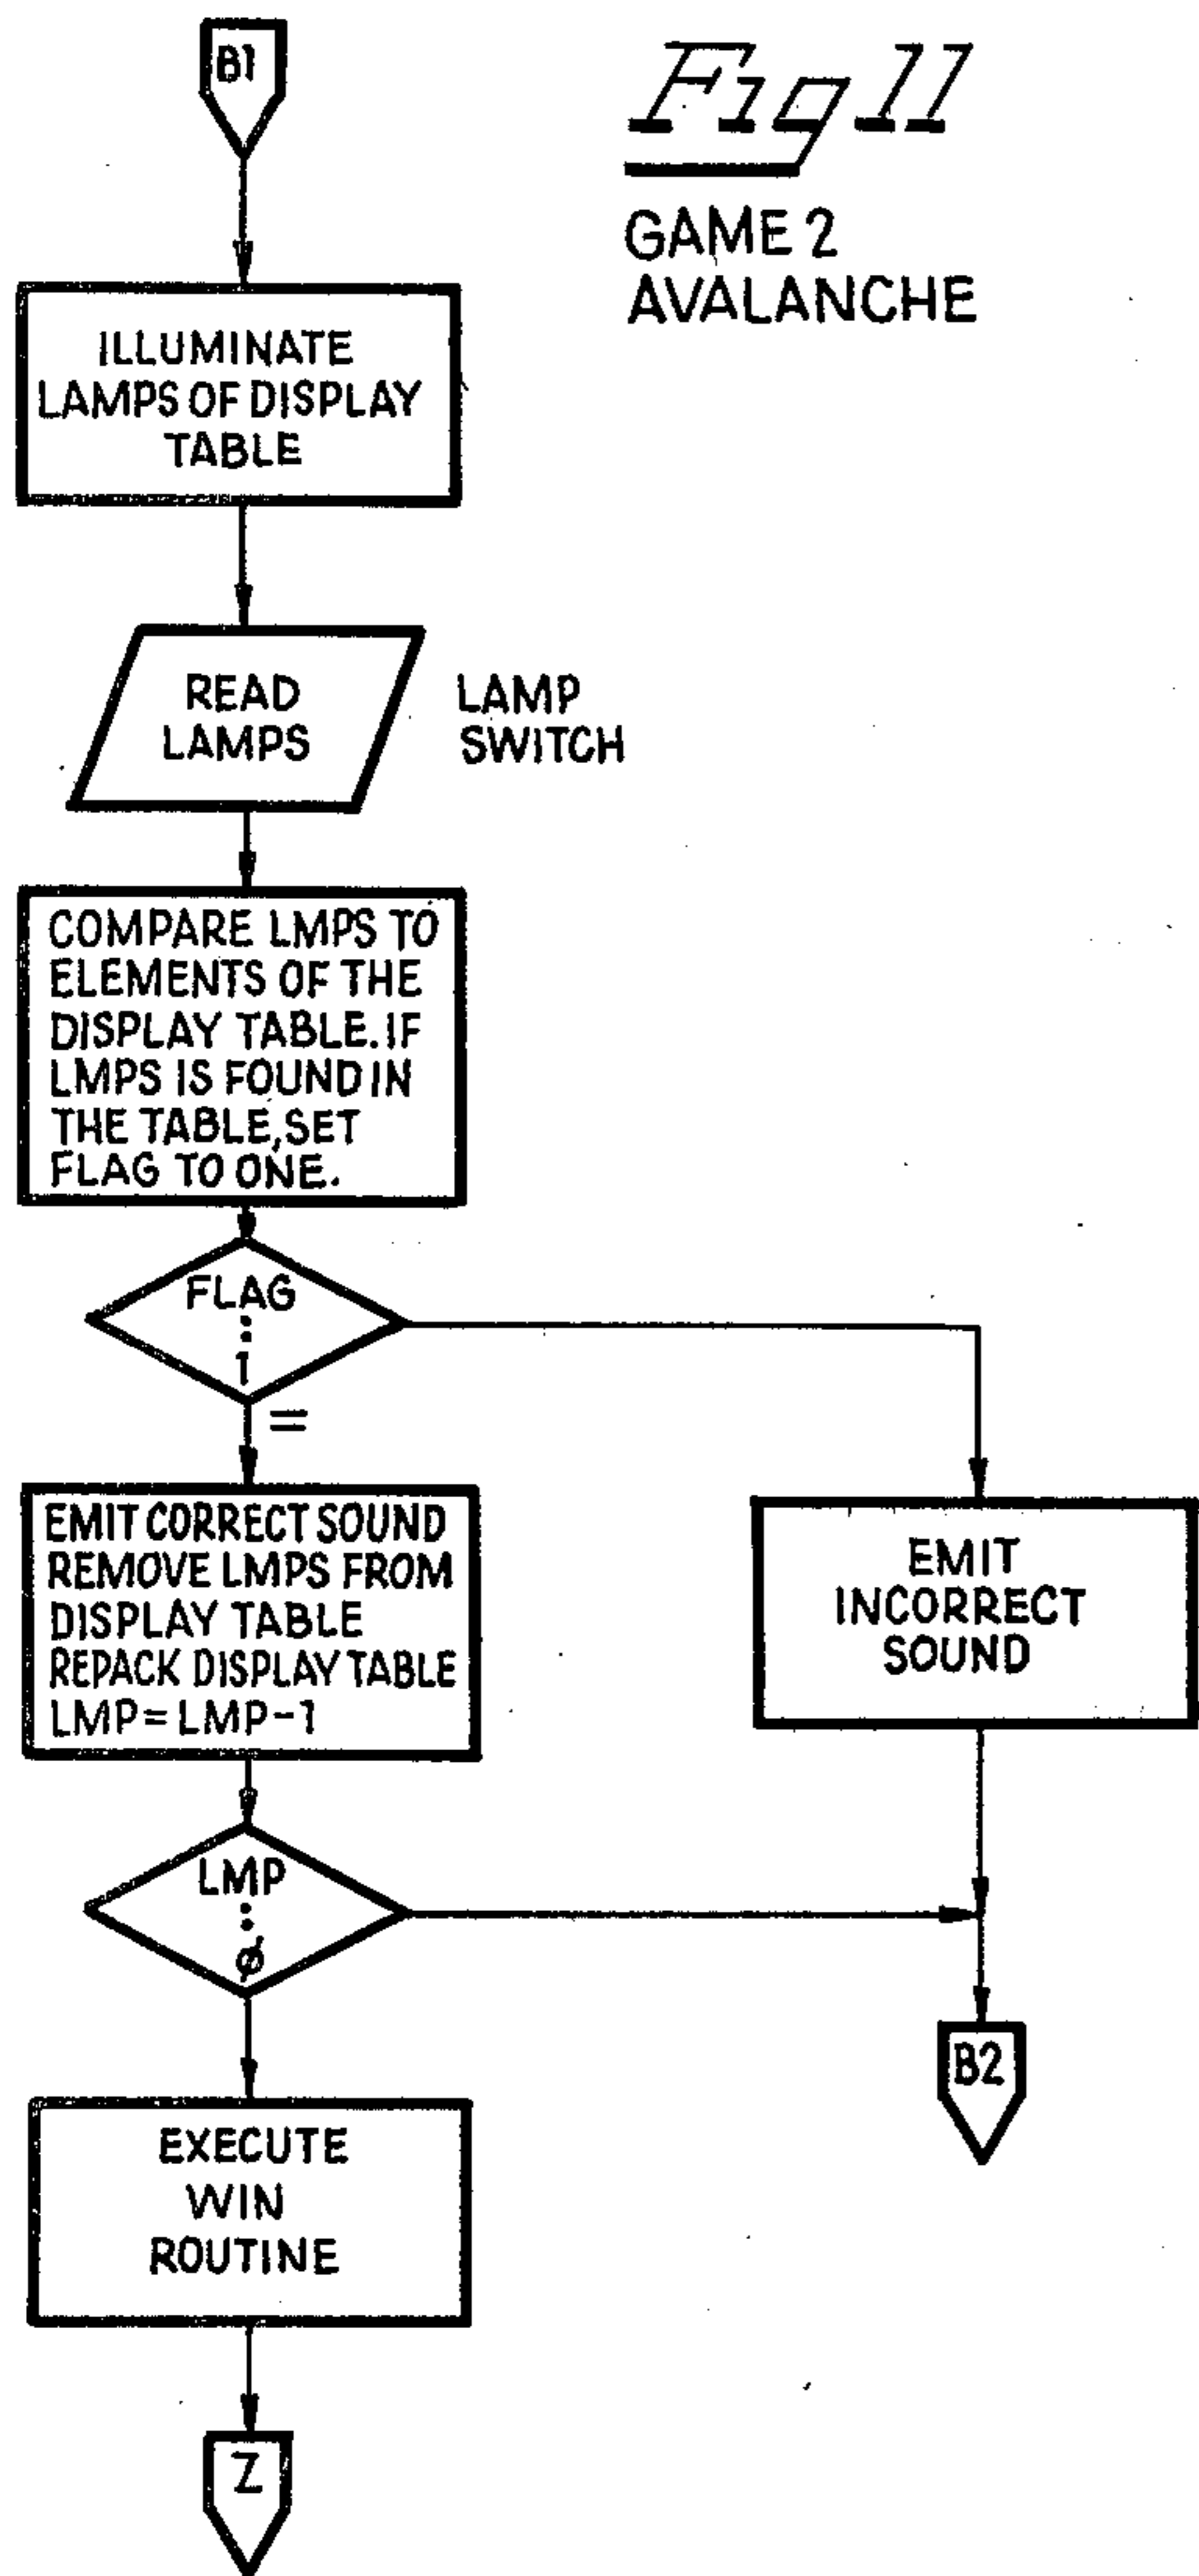 B1
Fig 11
GAME 2
AVALANCHE
ILLUMINATE
LAMPS OF DISPLAY
TABLE
READ
LAMPS
LAMP
SWITCH
COMPARE LMPS TO
ELEMENTS OF THE
DISPLAY TABLE. IF
LMPS IS FOUND IN
THE TABLE, SET
FLAG TO ONE.
FLAG
:
1
=
EMIT CORRECT SOUND
REMOVE LMPS FROM
DISPLAY TABLE
REPACK DISPLAY TABLE
LMP = LMP - 1
EMIT
INCORRECT
SOUND
LMP
:
Ø
B2
EXECUTE
WIN
ROUTINE
Z